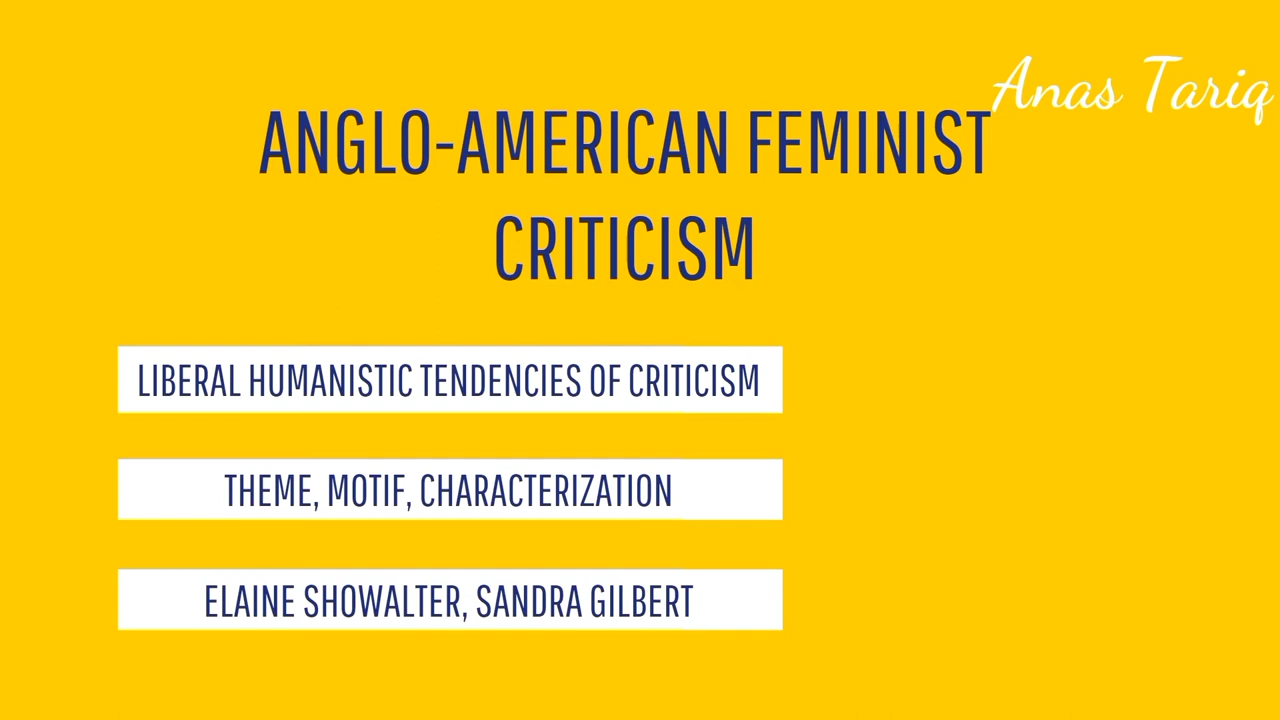 Anas Tariq
ANGLO-AMERICAN FEMINIST
CRITICISM
LIBERAL HUMANISTIC TENDENCIES OF CRITICISM
THEME, MOTIF, CHARACTERIZATION
ELAINE SHOWALTER, SANDRA GILBERT